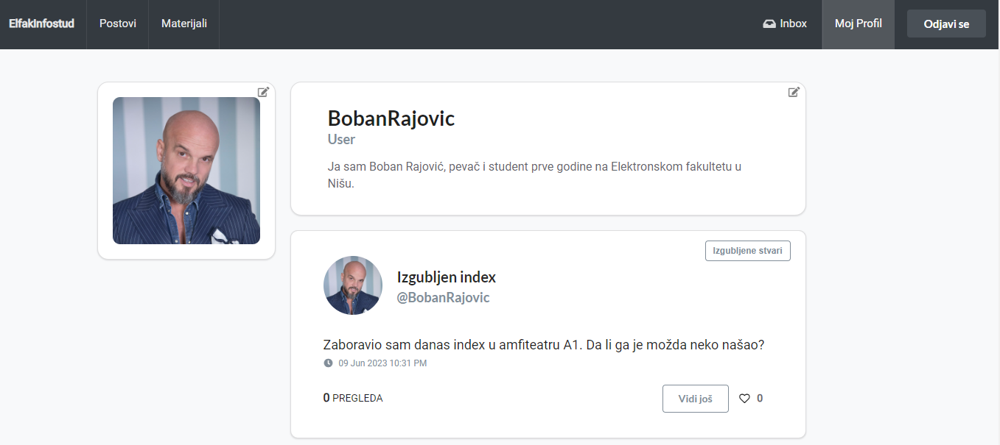 ElfakInfostud
Postovi
Materijali
Inbox
Moj Profil
Odjavi se
BobanRajovic
User
Ja sam Boban Rajović, pevač i student prve godine na Elektronskom fakultetu u
Nišu.
Izgubljene stvari
Izgubljen index
@BobanRajovic
Zaboravio sam danas index u amfiteatru A1. Da li ga je možda neko našao?
09 Jun 2023 10:31 PM
0 PREGLEDA
Vidi još
0